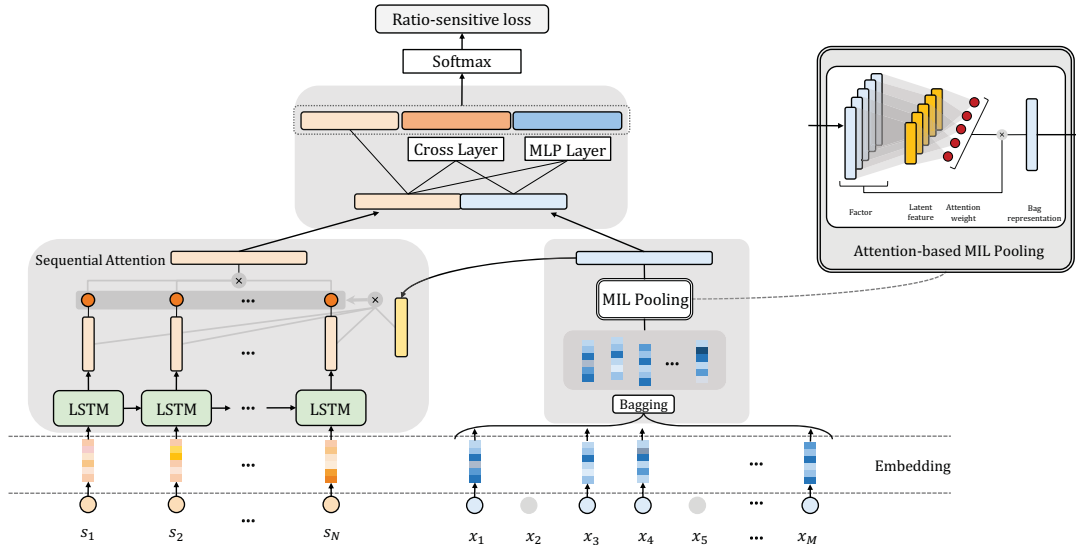 Ratio-sensitive loss
Softmax
Cross Layer
MLP Layer
Factor
Latent
feature
Attention
weight
Bag
representation
Attention-based MIL Pooling
Sequential Attention
×
×
×
...
MIL Pooling
...
...
LSTM
LSTM
...
LSTM
Bagging
...
...
Embedding
...
...
s1
s2
sN
x1
x2
x3
x4
x5
...
xM